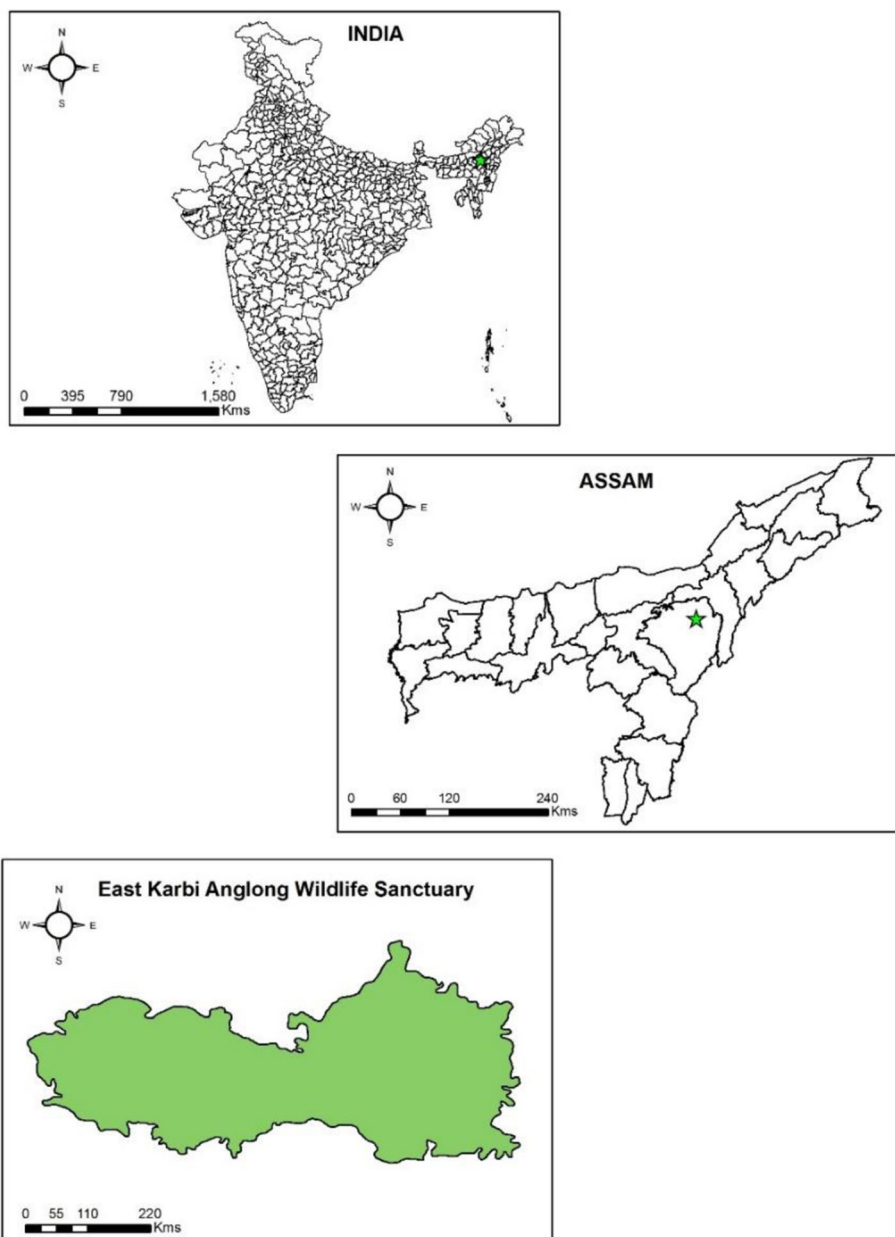 INDIA
N
W E
S
0 395 790 1,580
Kms
ASSAM
N
W E
S
0 60 120 240
Kms
East Karbi Anglong Wildlife Sanctuary
N
W E
S
0 55 110 220
Kms